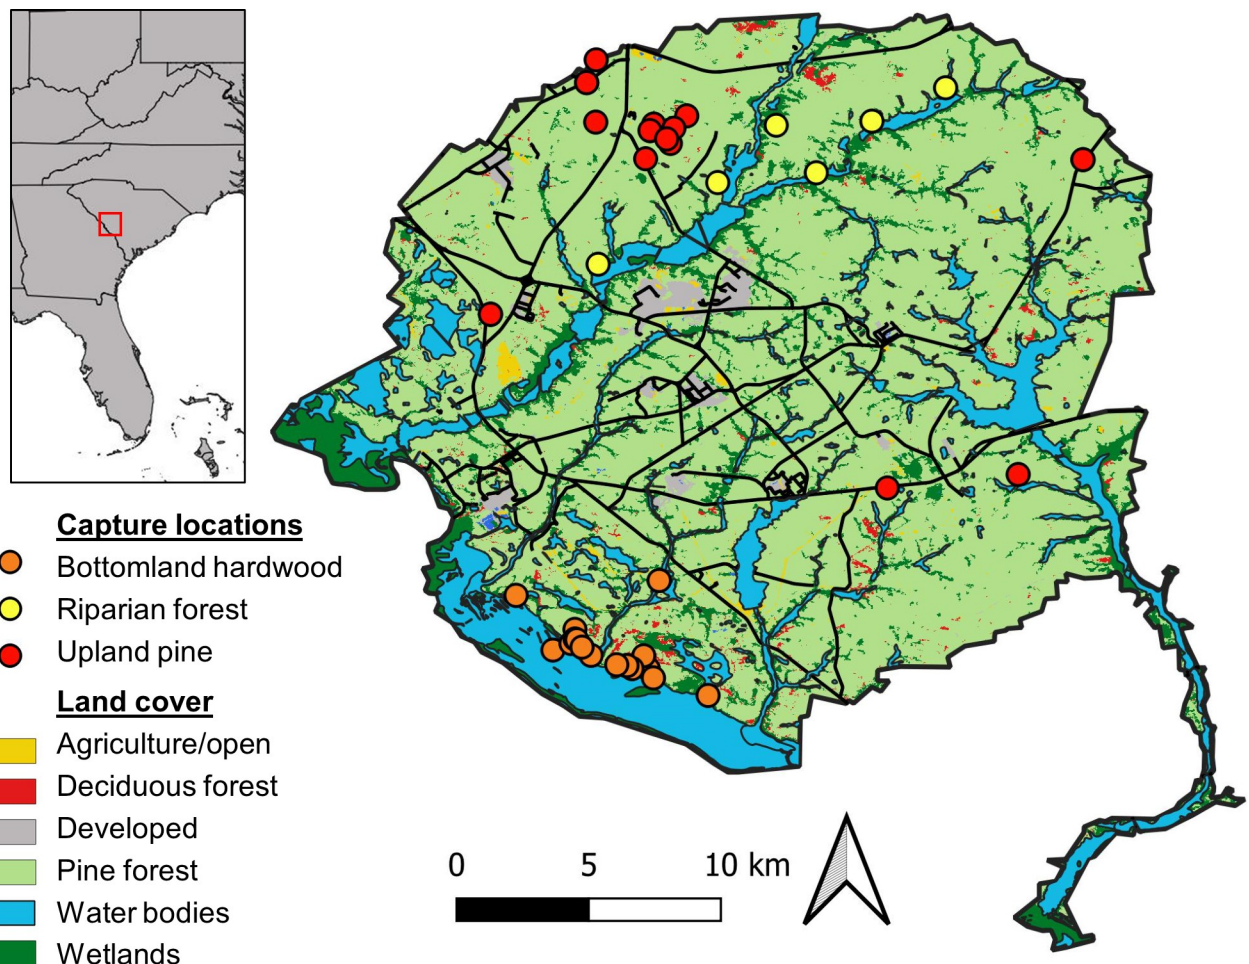 Capture locations
Bottomland hardwood
Riparian forest
Upland pine
Land cover
Agriculture/open
Deciduous forest
Developed
Pine forest
Water bodies
Wetlands
0 5 10 km